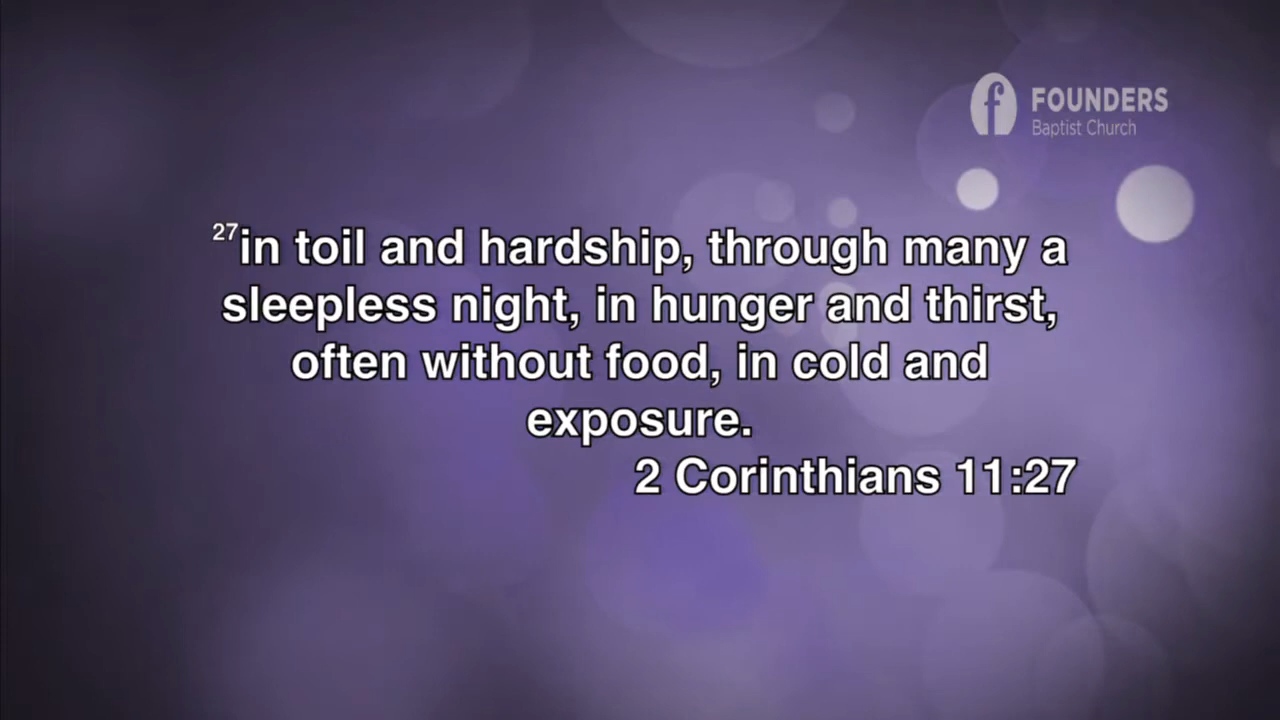 FOUNDERS
Baptist Church
27in toil and hardship, through many a
sleepless night, in hunger and thirst,
often without food, in cold and
exposure.
2 Corinthians 11:27